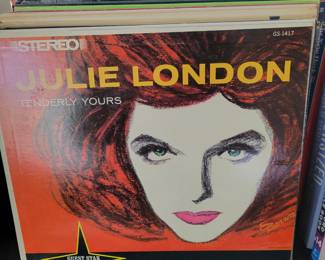 STEREO
GS-1417
JULIE LONDON
TENDERLY YOURS
GUEST STAR